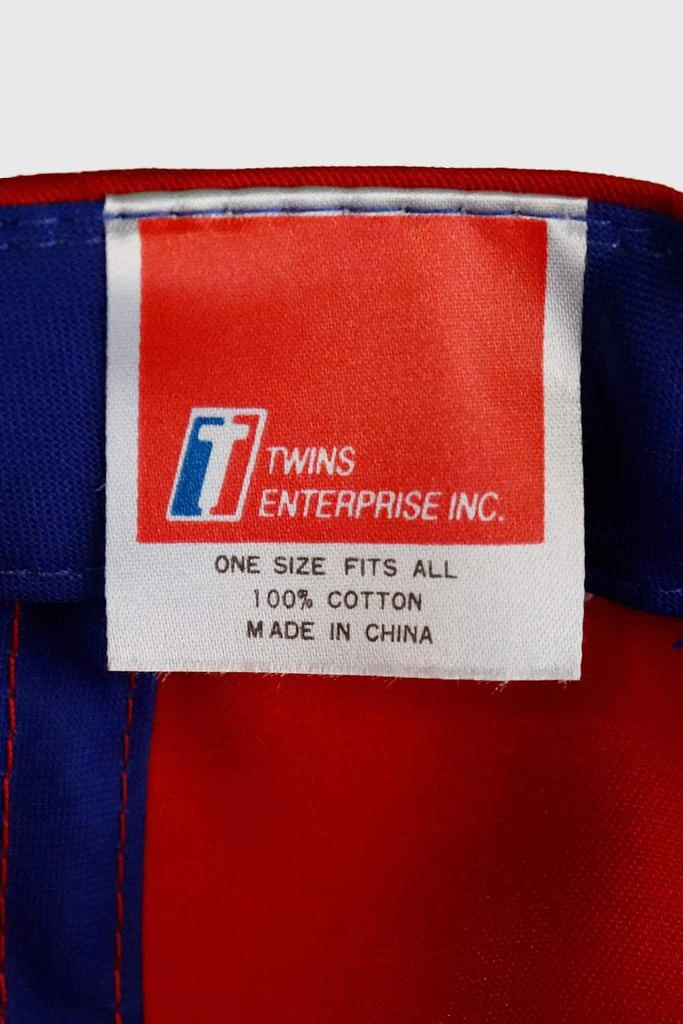 T
TWINS
ENTERPRISE INC.
ONE SIZE FITS ALL
100% COTTON
MADE IN CHINA